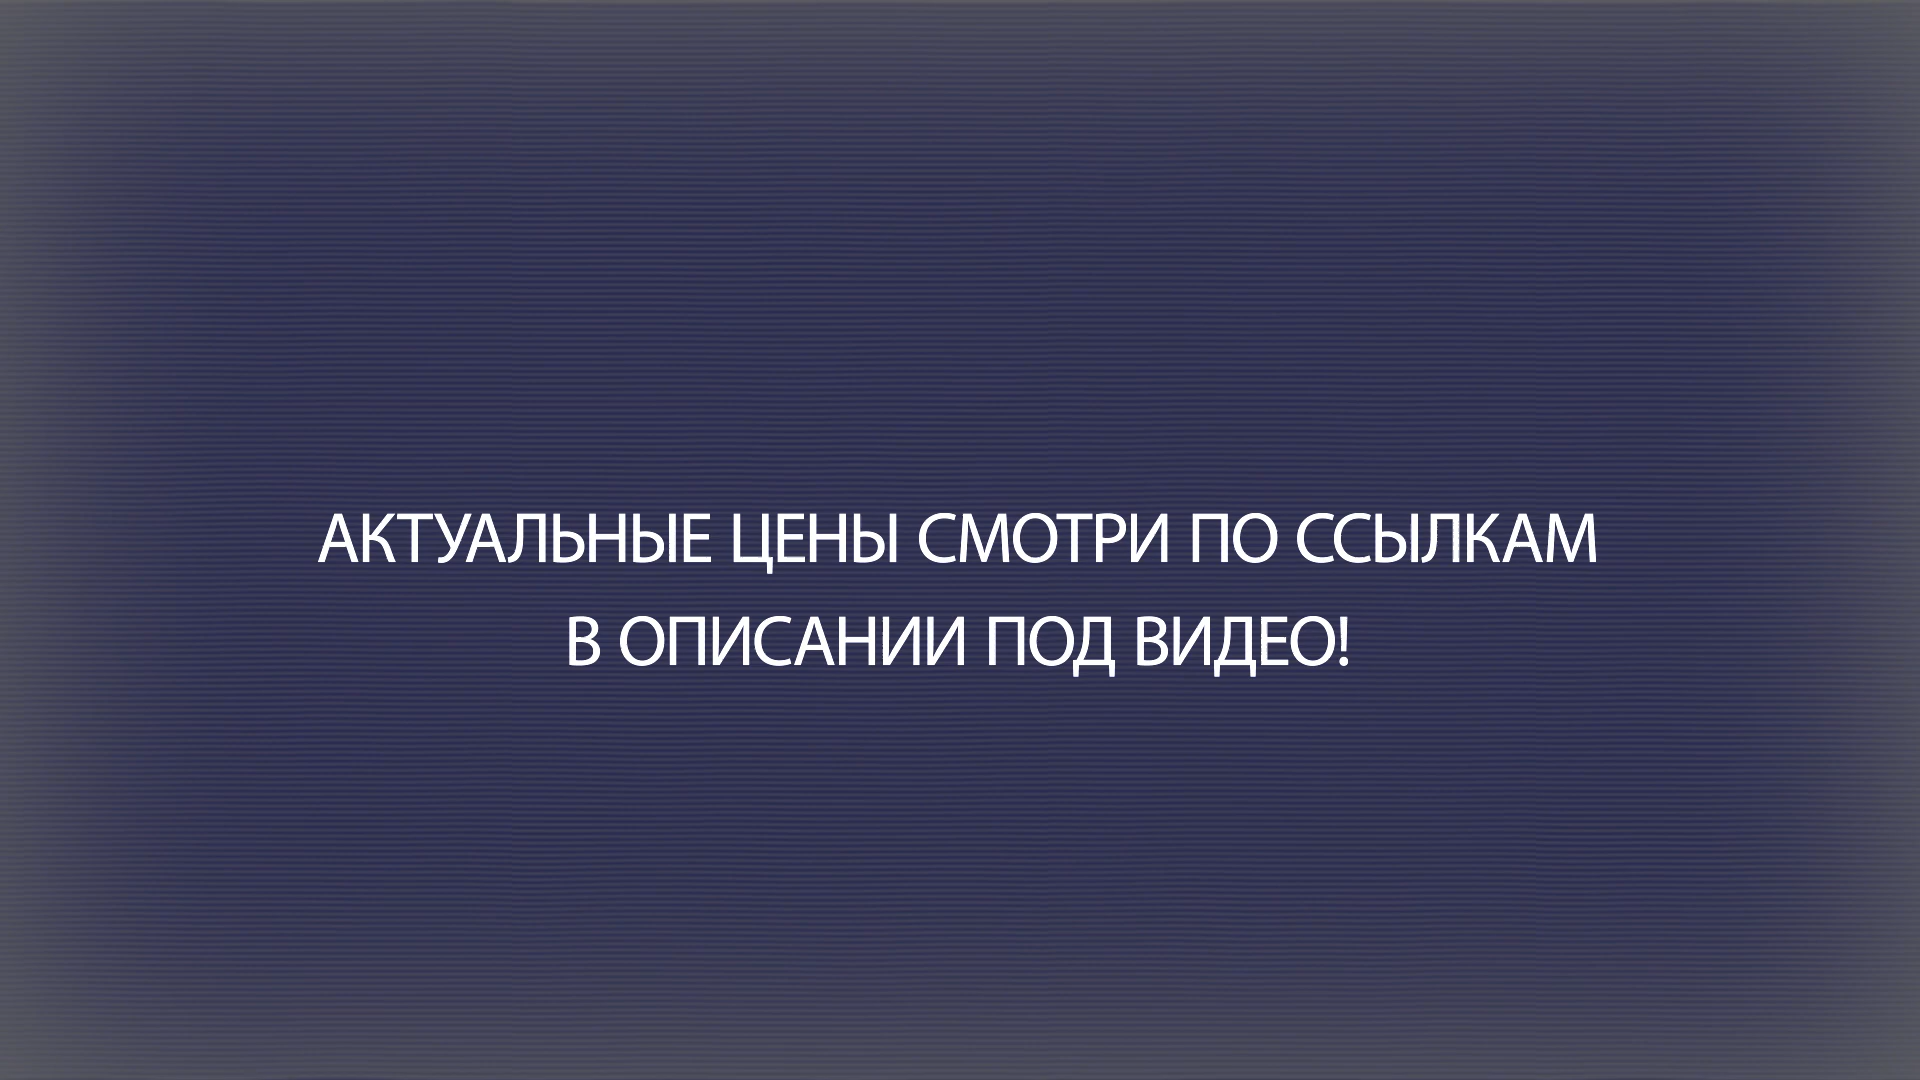 АКТУАЛЬНЫЕ ЦЕНЫ СМОТРИ ПО ССЫЛКАМ
В ОПИСАНИИ ПОД ВИДЕО!